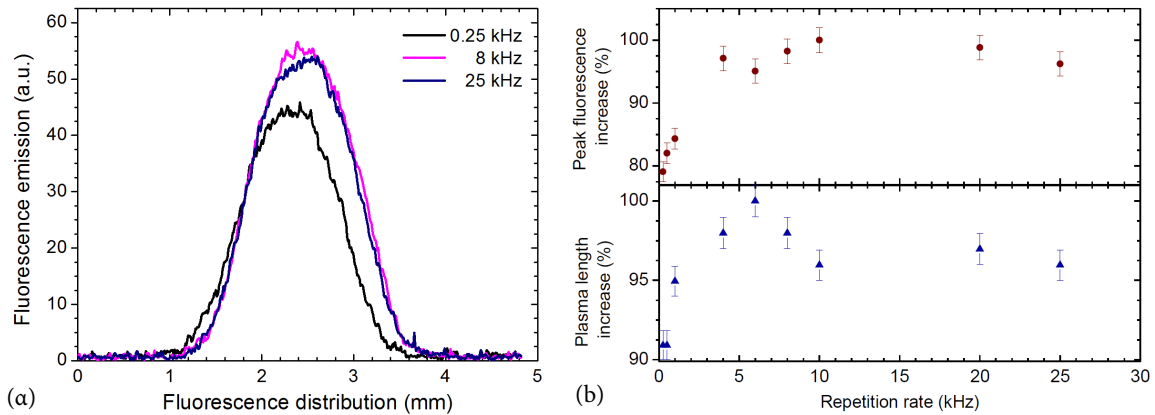 (α)
Fluorescence emission (a.u.)
60
50
40
30
20
10
0
0.25 kHz
8 kHz
25 kHz
0 1 2 3 4 5
Fluorescence distribution (mm)
(b)
Peak fluorescence
increase (%)
100
90
80
Plasma length
increase (%)
100
95
90
0 5 10 15 20 25 30
Repetition rate (kHz)